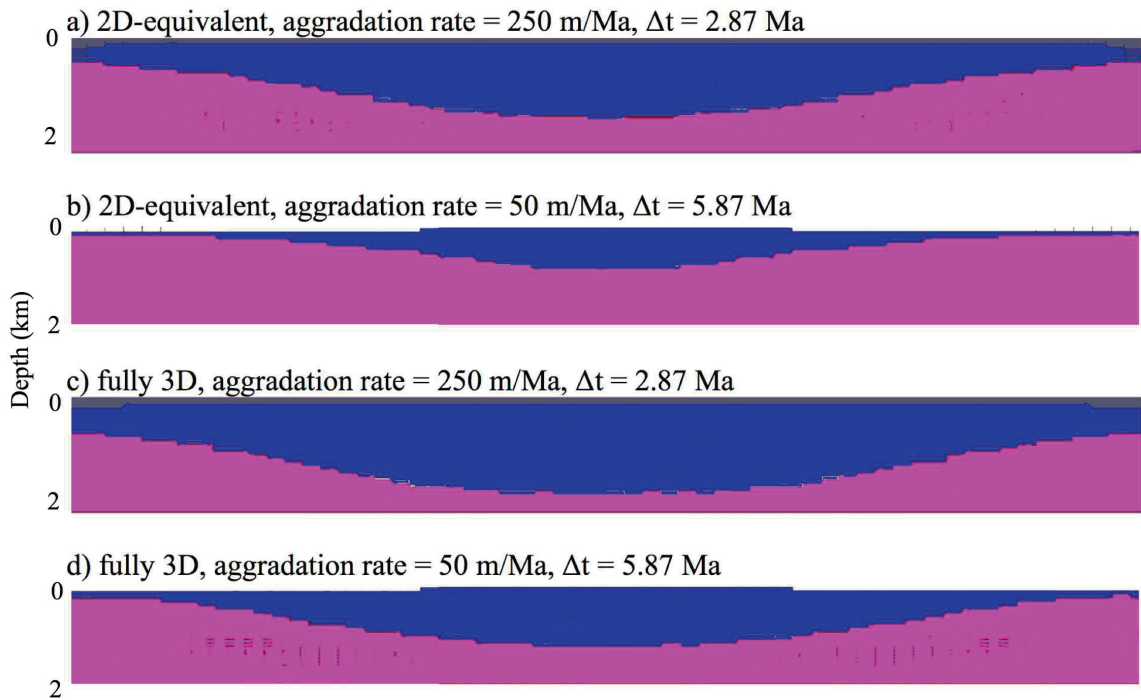 a) 2D-equivalent, aggradation rate = 250 m/Ma, Δt = 2.87 Ma
0
2
b) 2D-equivalent, aggradation rate = 50 m/Ma, Δt = 5.87 Ma
0
2
Depth (km)
c) fully 3D, aggradation rate = 250 m/Ma, Δt = 2.87 Ma
0
2
d) fully 3D, aggradation rate = 50 m/Ma, Δt = 5.87 Ma
0
2